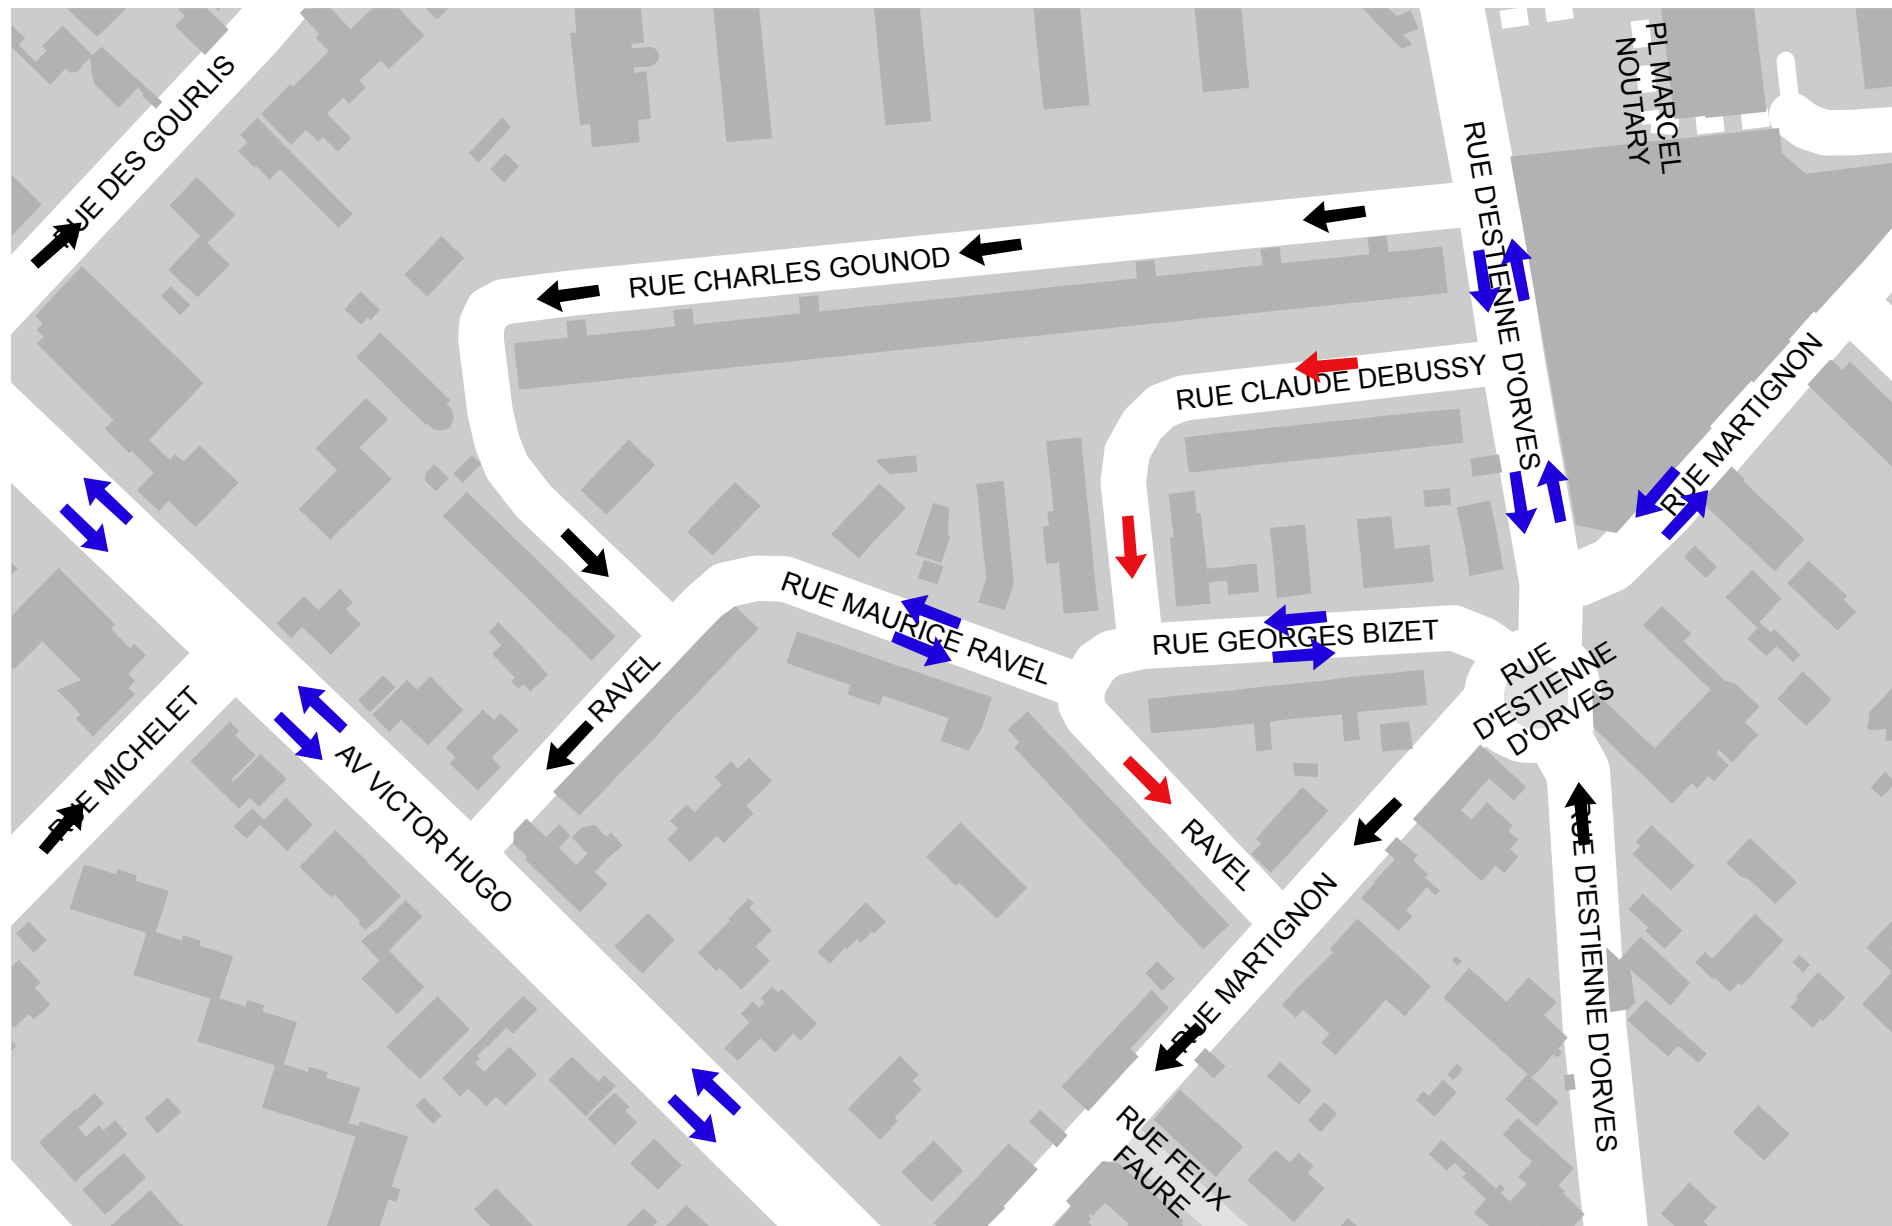 RUE DES GOURLIS
PL MARCEL
NOUTARY
RUE D'ESTIENNE D'ORVES
RUE CHARLES GOUNOD
RUE CLAUDE DEBUSSY
RUE MARTIGNON
RUE MAURICE RAVEL
RUE GEORGES BIZET
RUE
D'ESTIENNE
D'ORVES
RAVEL
RUE MICHELET
AV VICTOR HUGO
RAVEL
RUE MARTIGNON
RUE D'ESTIENNE D'ORVES
RUE FELIX
FAURE